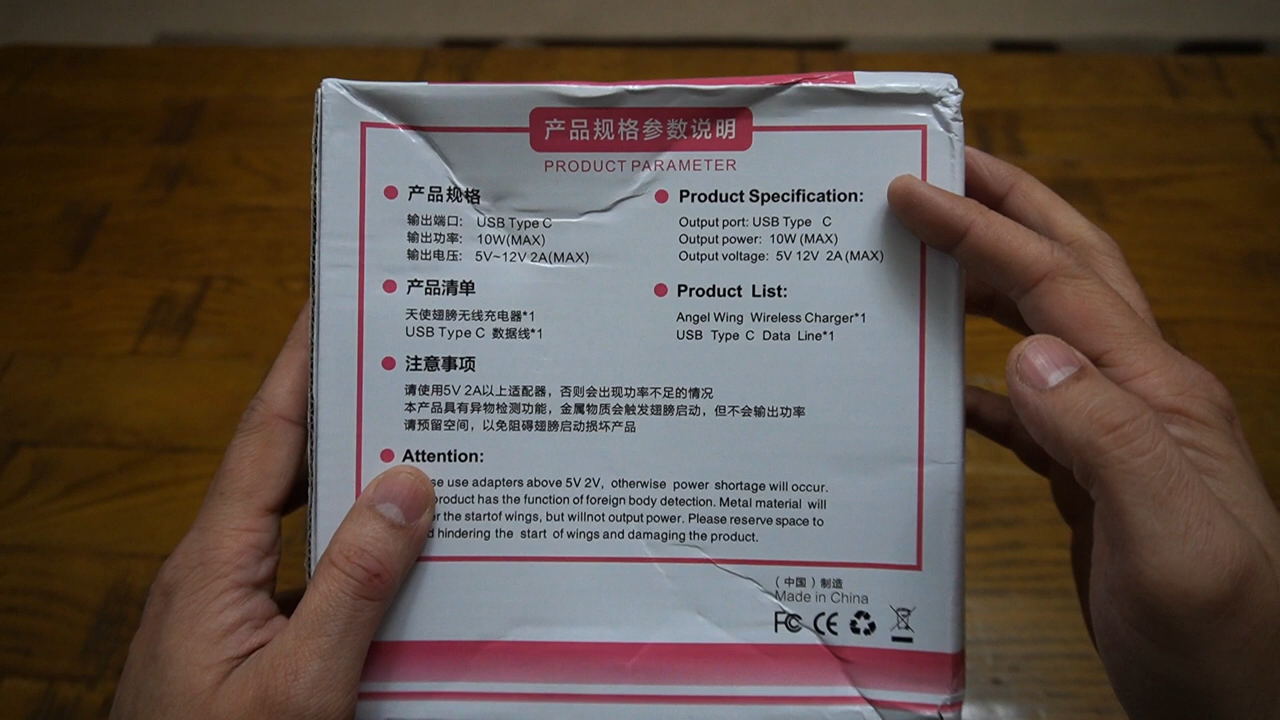 产品规格参数说明
PRODUCT PARAMETER
产品规格
输出端口: USB Type C
输出功率: 10W(MAX)
输出电压: 5V~12V 2A(MAX)
产品清单
天使翅膀无线充电器*1
USB Type C 数据线*1
Product Specification:
Output port: USB Type C
Output power: 10W (MAX)
Output voltage: 5V 12V 2A (MAX)
Product List:
Angel Wing Wireless Charger*1
USB Type C Data Line*1
注意事项
请使用5V 2A以上适配器，否则会出现功率不足的情况
本产品具有异物检测功能，金属物质会触发翅膀启动，但不会输出功率
请预留空间，以免阻碍翅膀启动损坏产品
Attention:
use adapters above 5V 2V, otherwise power shortage will occur.
product has the function of foreign body detection. Metal material will
the startof wings, but willnot output power. Please reserve space to
hindering the start of wings and damaging the product.
（中国）制造
Made in China
FC CE